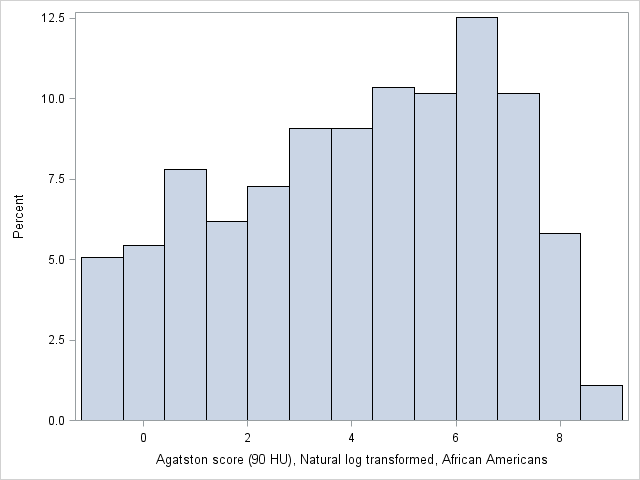 12.5
10.0
7.5
5.0
2.5
0.0
Percent
0 2 4 6 8
Agatston score (90 HU), Natural log transformed, African Americans